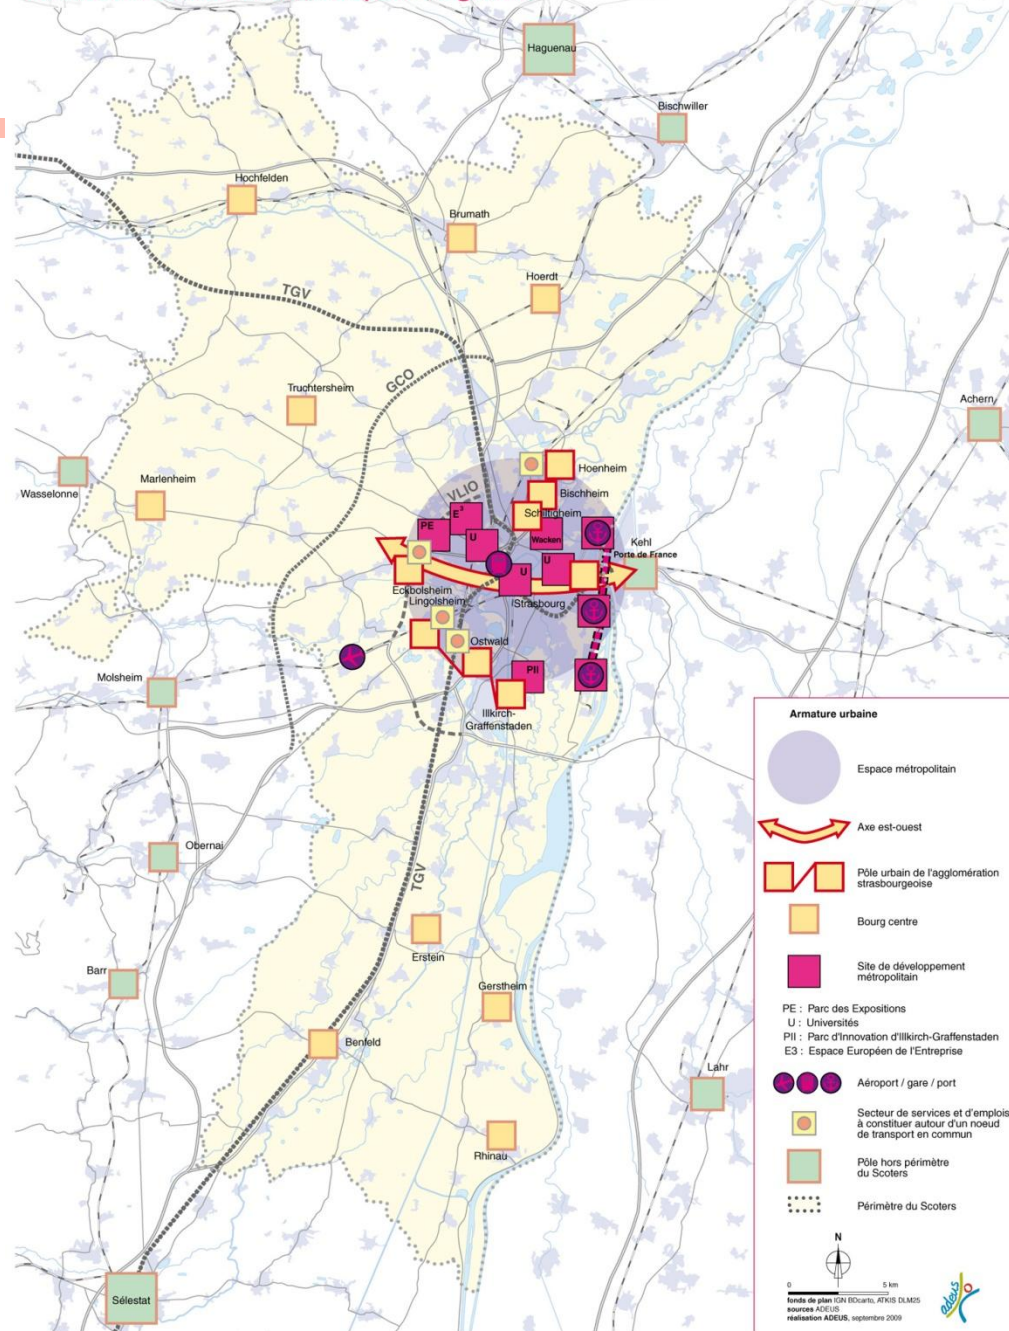 Haguenau
Bischwiller
Hochfelden
Brumath
Hoerdt
TGV
GCO
Truchtersheim
Achern
Wasselonne
Marlenheim
Hoenheim
VLIO
Bischheim
E³
Schiltigheim
PE
U
Wacken
Kehl
Porte de France
U
U
Eckbolsheim
Lingolsheim
Strasbourg
Ostwald
Molsheim
PII
Illkirch-
Graffenstaden
Obernai
TGV
Erstein
Barr
Gerstheim
Benfeld
Lahr
Rhinau
Sélestat
Armature urbaine
Espace métropolitain
Axe est-ouest
Pôle urbain de l'agglomération
strasbourgeoise
Bourg centre
Site de développement
métropolitain
PE : Parc des Expositions
U : Universités
PII : Parc d'Innovation d'Illkirch-Graffenstaden
E3 : Espace Européen de l'Entreprise
Aéroport / gare / port
Secteur de services et d'emplois
à constituer autour d'un noeud
de transport en commun
Pôle hors périmètre
du Scoters
Périmètre du Scoters
N
0 5 km
fonds de plan IGN BDcarto, ATKIS DLM25
sources ADEUS
réalisation ADEUS, septembre 2009
adeus